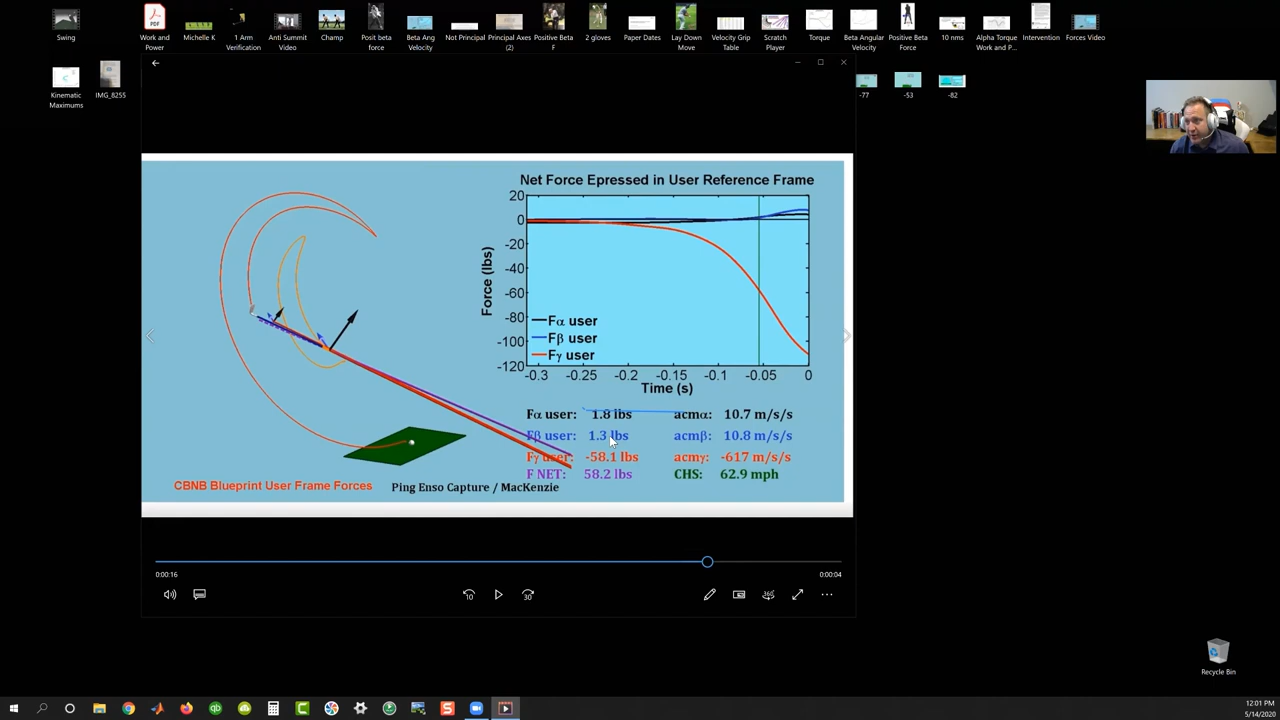 Swing
Work and Power
Michelle K
1 Arm Verification
Anti Summit Video
Champ
Posit beta force
Beta Ang Velocity
Not Principal
Principal Axes (2)
Positive Beta F
2 gloves
Paper Dates
Lay Down Move
Velocity Grip Table
Scratch Player
Torque
Beta Angular Velocity
Positive Beta Force
10 nms
Alpha Torque Work and P...
Intervention
Forces Video
PDF
Kinematic Maximums
IMG_8255
-77
-53
-82
Net Force Epressed in User Reference Frame
20
0
-20
-40
-60
-80
-100
-120
Force (lbs)
Fα user
Fβ user
Fγ user
-0.3 -0.25 -0.2 -0.15 -0.1 -0.05 0
Time (s)
Fα user: 1.8 lbs acmα: 10.7 m/s/s
Fβ user: 1.3 lbs acmβ: 10.8 m/s/s
Fγ user: -58.1 lbs acmγ: -617 m/s/s
F NET: 58.2 lbs CHS: 62.9 mph
CBNB Blueprint User Frame Forces Ping Enso Capture / MacKenzie
0:00:16 0:00:04
10 30
360
Recycle Bin
12:01 PM
5/14/2020